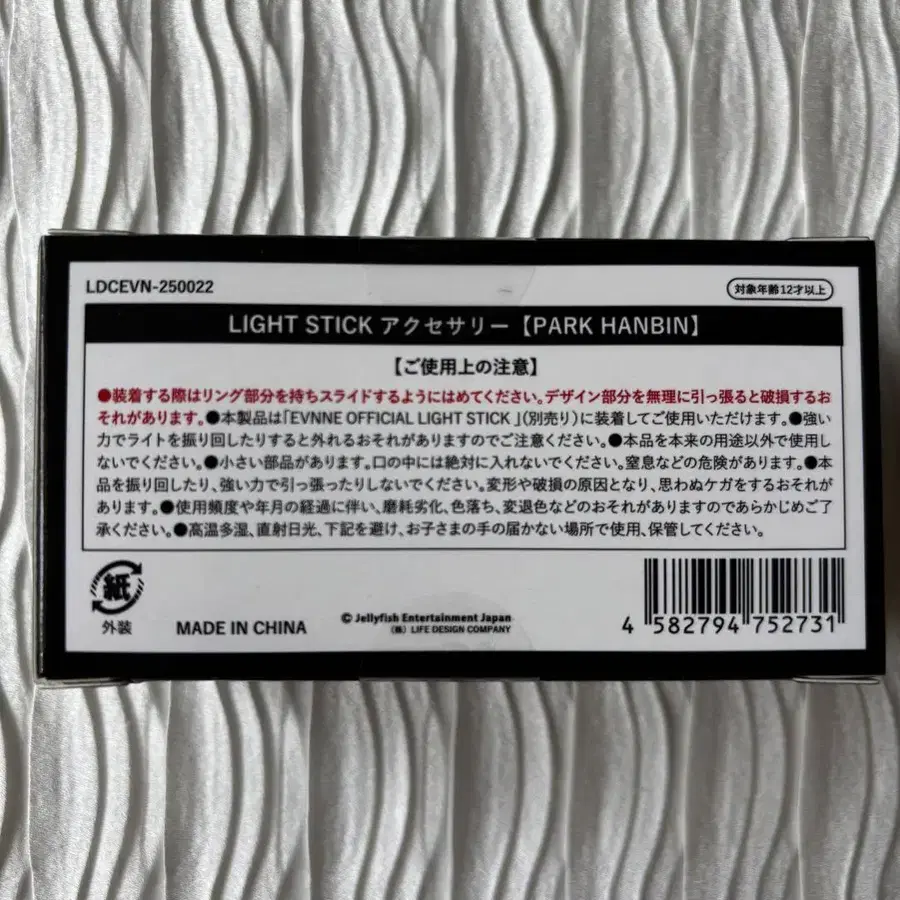 LDCEVN-250022
対象年齢12才以上
LIGHT STICK アクセサリー【PARK HANBIN】
【ご使用上の注意】
●装着する際はリング部分を持ちスライドするようにはめてください。デザイン部分を無理に引っ張ると破損するお
それがあります。●本製品は「EVNNE OFFICIAL LIGHT STICK」(別売り)に装着してご使用いただけます。●強い
力でライトを振り回したりすると外れるおそれがありますのでご注意ください。●本品を本来の用途以外で使用し
ないでください。●小さい部品があります。口の中には絶対に入れないでください。窒息などの危険があります。●本
品を振り回したり、強い力で引っ張ったりしないでください。変形や破損の原因となり、思わぬケガをするおそれが
あります。●使用頻度や年月の経過に伴い、磨耗劣化、色落ち、変退色などのおそれがありますのであらかじめご了
承ください。●高温多湿、直射日光、下記を避け、お子さまの手の届かない場所で使用、保管してください。
紙
外装
MADE IN CHINA
© Jellyfish Entertainment Japan
(株) LIFE DESIGN COMPANY
4 582794 752731